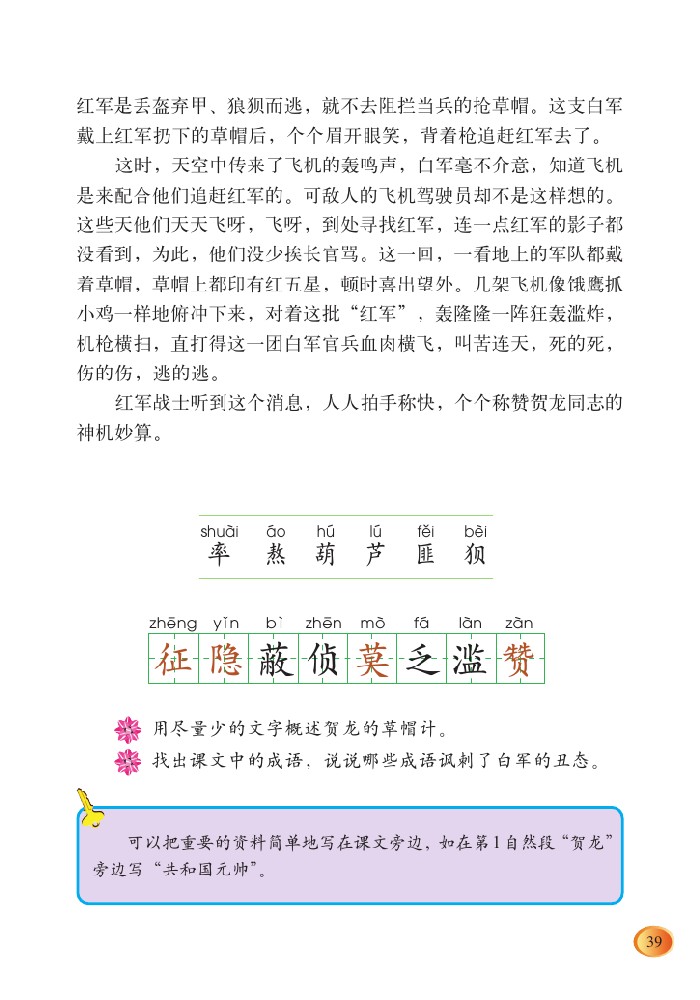 红军是丢盔弃甲、狼狈而逃，就不去阻拦当兵的抢草帽。这支白军
戴上红军扔下的草帽后，个个眉开眼笑，背着枪追赶红军去了。
这时，天空中传来了飞机的轰鸣声，白军毫不介意，知道飞机
是来配合他们追赶红军的。可敌人的飞机驾驶员却不是这样想的。
这些天他们天天飞呀，飞呀，到处寻找红军，连一点红军的影子都
没看到，为此，他们没少挨长官骂。这一回，一看地上的军队都戴
着草帽，草帽上都印有红五星，顿时喜出望外。几架飞机像饿鹰抓
小鸡一样地俯冲下来，对着这批“红军”，轰隆隆一阵狂轰滥炸，
机枪横扫，直打得这一团白军官兵血肉横飞，叫苦连天，死的死，
伤的伤，逃的逃。
红军战士听到这个消息，人人拍手称快，个个称赞贺龙同志的
神机妙算。
shuài áo hú lú fěi bèi
率 熬 葫 芦 匪 狈
zhēng yǐn bì zhēn mò fá làn zàn
征 隐 蔽 侦 莫 乏 滥 赞
用尽量少的文字概述贺龙的草帽计。
找出课文中的成语，说说哪些成语讽刺了白军的丑态。
可以把重要的资料简单地写在课文旁边，如在第1自然段“贺龙”
旁边写“共和国元帅”。
39